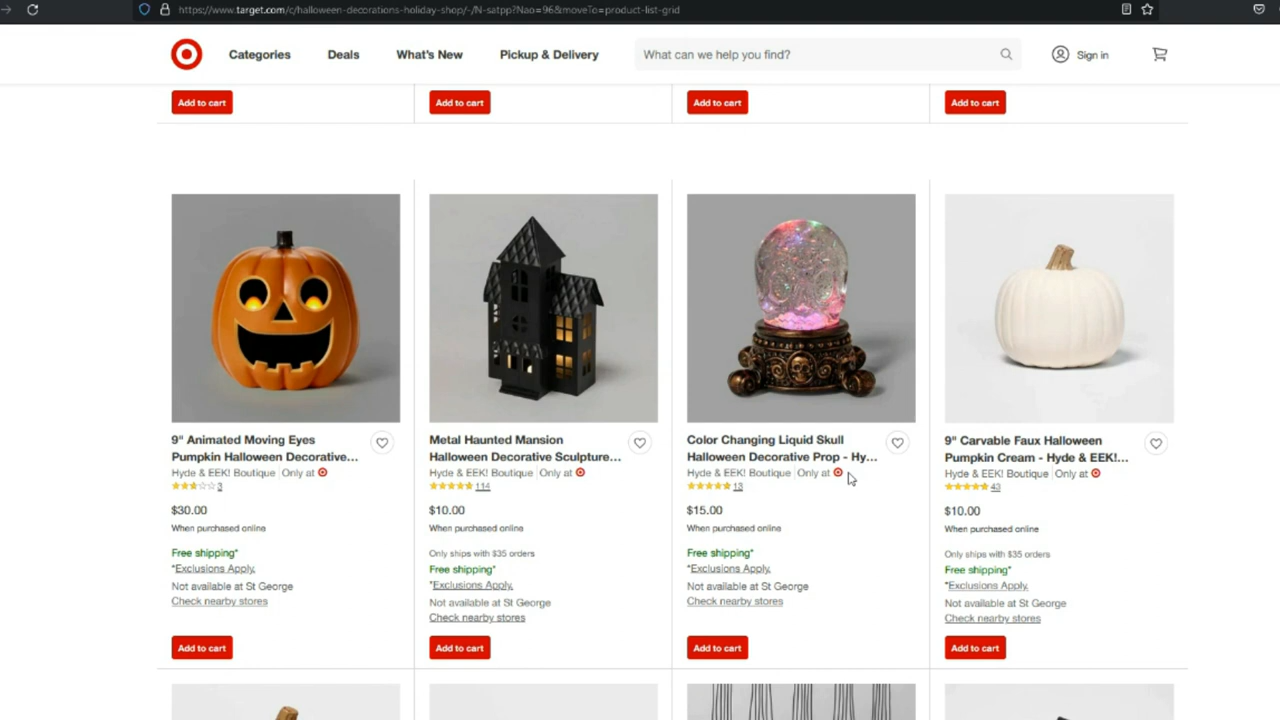 https://www.target.com/c/halloween-decorations-holiday-shop/-/N-5atpp?Nao=96&moveTo=product-list-grid
Categories
Deals
What's New
Pickup & Delivery
What can we help you find?
Sign in
Add to cart
Add to cart
Add to cart
Add to cart
9" Animated Moving Eyes
Pumpkin Halloween Decorative...
Hyde & EEK! Boutique
Only at
3
$30.00
When purchased online
Free shipping*
*Exclusions Apply.
Not available at St George
Check nearby stores
Add to cart
Metal Haunted Mansion
Halloween Decorative Sculpture...
Hyde & EEK! Boutique
Only at
114
$10.00
When purchased online
Only ships with $35 orders
Free shipping*
*Exclusions Apply.
Not available at St George
Check nearby stores
Add to cart
Color Changing Liquid Skull
Halloween Decorative Prop - Hy...
Hyde & EEK! Boutique
Only at
13
$15.00
When purchased online
Free shipping*
*Exclusions Apply.
Not available at St George
Check nearby stores
Add to cart
9" Carvable Faux Halloween
Pumpkin Cream - Hyde & EEK!...
Hyde & EEK! Boutique
Only at
43
$10.00
When purchased online
Only ships with $35 orders
Free shipping*
*Exclusions Apply.
Not available at St George
Check nearby stores
Add to cart